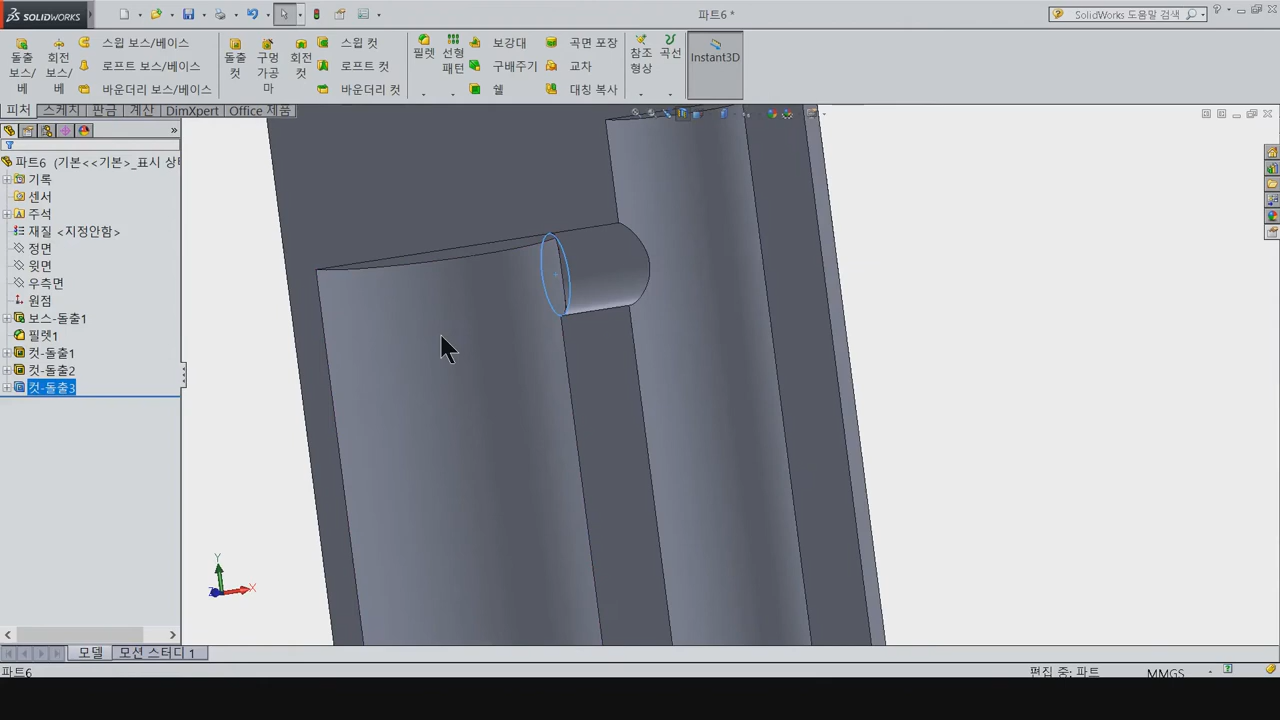 SOLIDWORKS
파트6 *
SolidWorks 도움말 검색
돌출
보스/
베
회전
보스/
베
스윕 보스/베이스
로프트 보스/베이스
바운더리 보스/베이스
돌출
컷
구멍
가공
마
회전
컷
스윕 컷
로프트 컷
바운더리 컷
필렛
선형
패턴
보강대
구배주기
쉘
곡면 포장
교차
대칭 복사
참조
형상
곡선
Instant3D
피처
스케치
판금
계산
DimXpert
Office 제품
파트6 (기본<<기본>_표시 상태
기록
센서
주석
재질 <지정안함>
정면
윗면
우측면
원점
보스-돌출1
필렛1
컷-돌출1
컷-돌출2
컷-돌출3
Y
X
Z
모델
모션 스터디 1
파트6
편집 중: 파트
MMGS